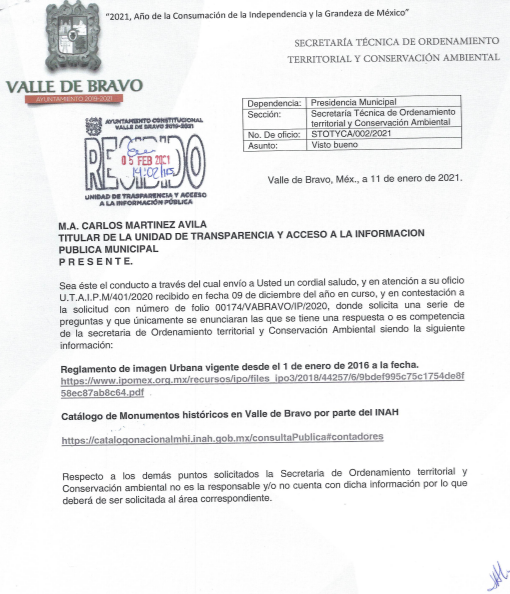 “2021, Año de la Consumación de la Independencia y la Grandeza de México”
SECRETARÍA TÉCNICA DE ORDENAMIENTO
TERRITORIAL Y CONSERVACIÓN AMBIENTAL
VALLE DE BRAVO
AYUNTAMIENTO 2019-2021
Dependencia: Presidencia Municipal
Sección: Secretaría Técnica de Ordenamiento
territorial y Conservación Ambiental
No. De oficio: STOTYCA/002/2021
Asunto: Visto bueno
AYUNTAMIENTO CONSTITUCIONAL
VALLE DE BRAVO 2019-2021
RECIBIDO
05 FEB 2021
14:02 hrs
UNIDAD DE TRASPARENCIA Y ACCESO
A LA INFORMACIÓN PÚBLICA
Valle de Bravo, Méx., a 11 de enero de 2021.
M.A. CARLOS MARTINEZ AVILA
TITULAR DE LA UNIDAD DE TRANSPARENCIA Y ACCESO A LA INFORMACION
PUBLICA MUNICIPAL
P R E S E N T E.
Sea éste el conducto a través del cual envío a Usted un cordial saludo, y en atención a su oficio
U.T.A.I.P.M/401/2020 recibido en fecha 09 de diciembre del año en curso, y en contestación a
la solicitud con número de folio 00174/VABRAVO/IP/2020, donde solicita una serie de
preguntas y que únicamente se enunciaran las que se tiene una respuesta o es competencia
de la secretaria de Ordenamiento territorial y Conservación Ambiental siendo la siguiente
información:
Reglamento de imagen Urbana vigente desde el 1 de enero de 2016 a la fecha.
https://www.ipomex.org.mx/recursos/ipo/files_ipo3/2018/44257/6/9bdef995c75c1754de8f
58ec87ab8c64.pdf
Catálogo de Monumentos históricos en Valle de Bravo por parte del INAH
https://catalogonacionalmhi.inah.gob.mx/consultaPublica#contadores
Respecto a los demás puntos solicitados la Secretaria de Ordenamiento territorial y
Conservación ambiental no es la responsable y/o no cuenta con dicha información por lo que
deberá de ser solicitada al área correspondiente.